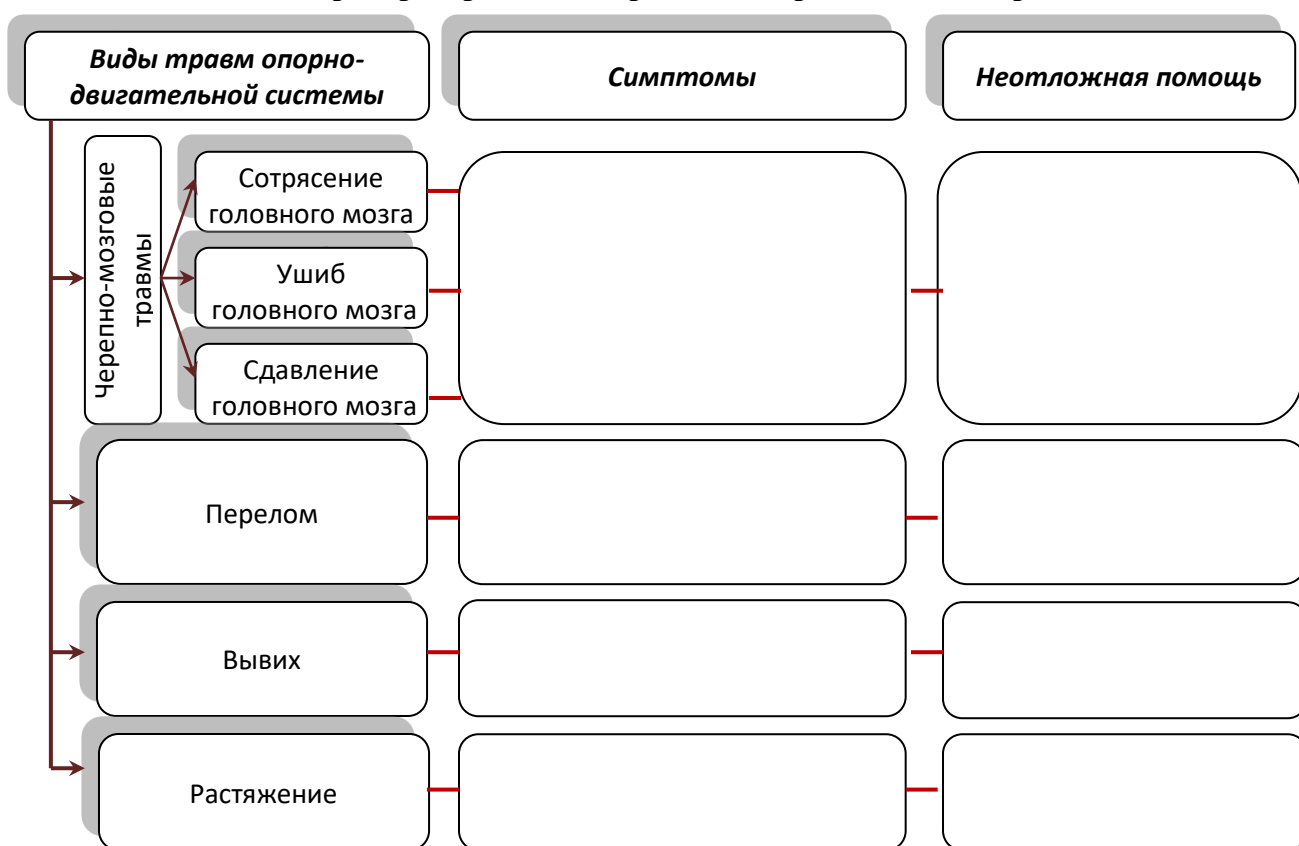 Виды травм опорно-
двигательной системы
Симптомы
Неотложная помощь
Черепно-мозговые
травмы
Сотрясение
головного мозга
Ушиб
головного мозга
Сдавление
головного мозга
Перелом
Вывих
Растяжение